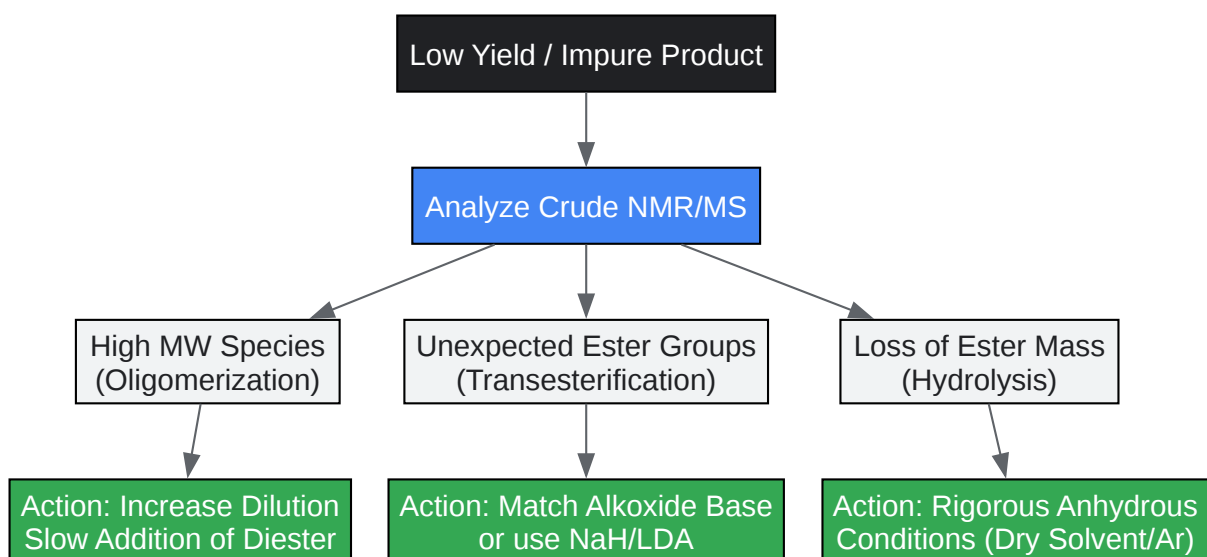 Low Yield / Impure Product
Analyze Crude NMR/MS
High MW Species
(Oligomerization)
Unexpected Ester Groups
(Transesterification)
Loss of Ester Mass
(Hydrolysis)
Action: Increase Dilution
Slow Addition of Diester
Action: Match Alkoxide Base
or use NaH/LDA
Action: Rigorous Anhydrous
Conditions (Dry Solvent/Ar)